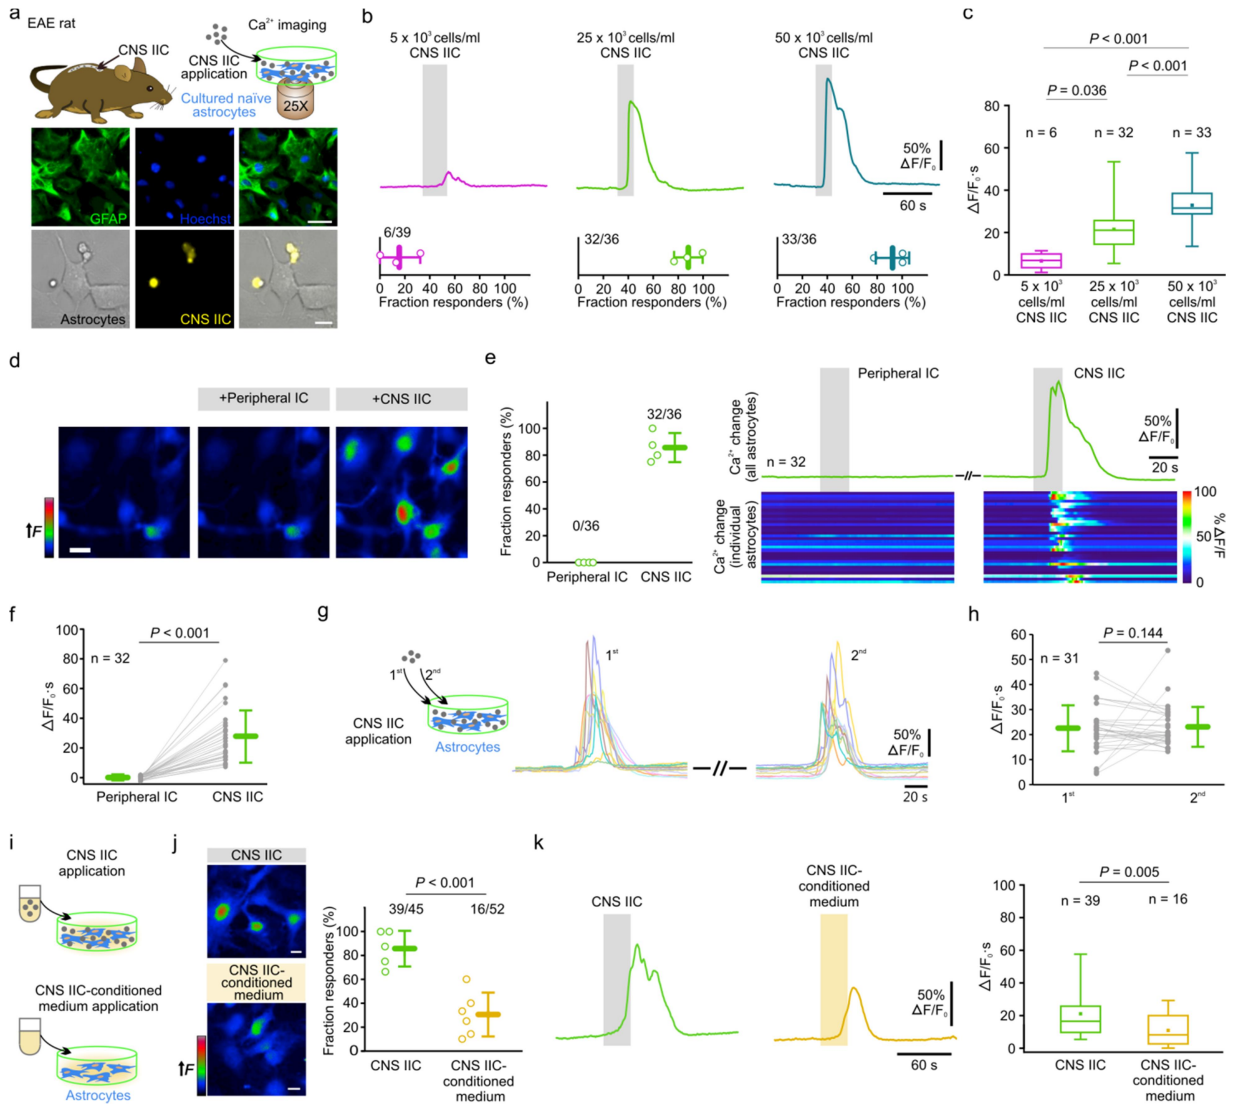 a
EAE rat
CNS IIC
Ca²⁺ imaging
CNS IIC
application
Cultured naïve
astrocytes
25X
GFAP
Hoechst
Astrocytes
CNS IIC
b
5 x 10³ cells/ml
CNS IIC
25 x 10³ cells/ml
CNS IIC
50 x 10³ cells/ml
CNS IIC
50%
ΔF/F₀
60 s
6/39
32/36
33/36
0 20 40 60 80 100
Fraction responders (%)
0 20 40 60 80 100
Fraction responders (%)
0 20 40 60 80 100
Fraction responders (%)
c
P < 0.001
P < 0.001
P = 0.036
n = 6
n = 32
n = 33
ΔF/F₀·s
80
60
40
20
0
5 x 10³
cells/ml
CNS IIC
25 x 10³
cells/ml
CNS IIC
50 x 10³
cells/ml
CNS IIC
d
+Peripheral IC
+CNS IIC
F
e
Fraction responders (%)
100
80
60
40
20
0
32/36
0/36
Peripheral IC
CNS IIC
Peripheral IC
CNS IIC
Ca²⁺ change
(all astrocytes)
n = 32
50%
ΔF/F₀
20 s
Ca²⁺ change
(individual
astrocytes)
100
50
0
% ΔF/F
f
P < 0.001
n = 32
ΔF/F₀·s
100
80
60
40
20
0
Peripheral IC
CNS IIC
g
1st
2nd
CNS IIC
application
Astrocytes
1st
2nd
50%
ΔF/F₀
20 s
h
P = 0.144
n = 31
ΔF/F₀·s
60
50
40
30
20
10
0
1st
2nd
i
CNS IIC
application
CNS IIC-conditioned
medium application
Astrocytes
j
CNS IIC
CNS IIC-
conditioned
medium
F
P < 0.001
39/45
16/52
Fraction responders (%)
100
80
60
40
20
0
CNS IIC
CNS IIC-
conditioned
medium
k
CNS IIC
CNS IIC-
conditioned
medium
50%
ΔF/F₀
60 s
P = 0.005
n = 39
n = 16
ΔF/F₀·s
100
80
60
40
20
0
CNS IIC
CNS IIC-
conditioned
medium